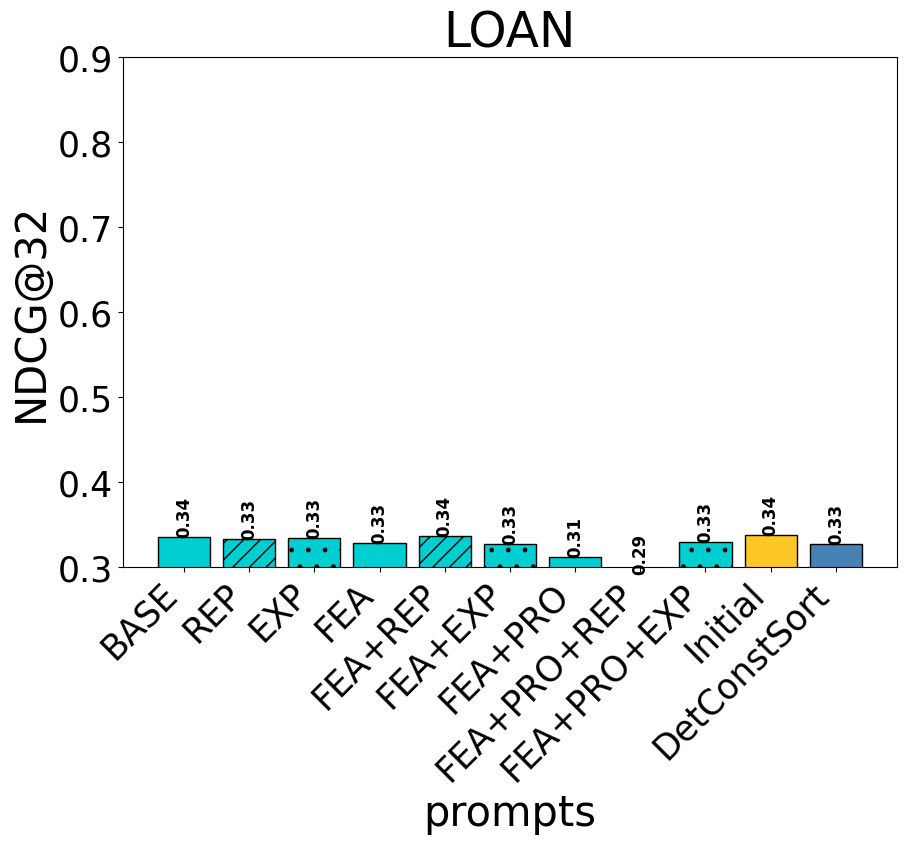 LOAN
NDCG@32
0.9
0.8
0.7
0.6
0.5
0.4
0.3
0.34
0.33
0.33
0.33
0.34
0.33
0.31
0.29
0.33
0.34
0.33
BASE
REP
EXP
FEA
FEA+REP
FEA+EXP
FEA+PRO
FEA+PRO+REP
FEA+PRO+EXP
Initial
DetConstSort
prompts